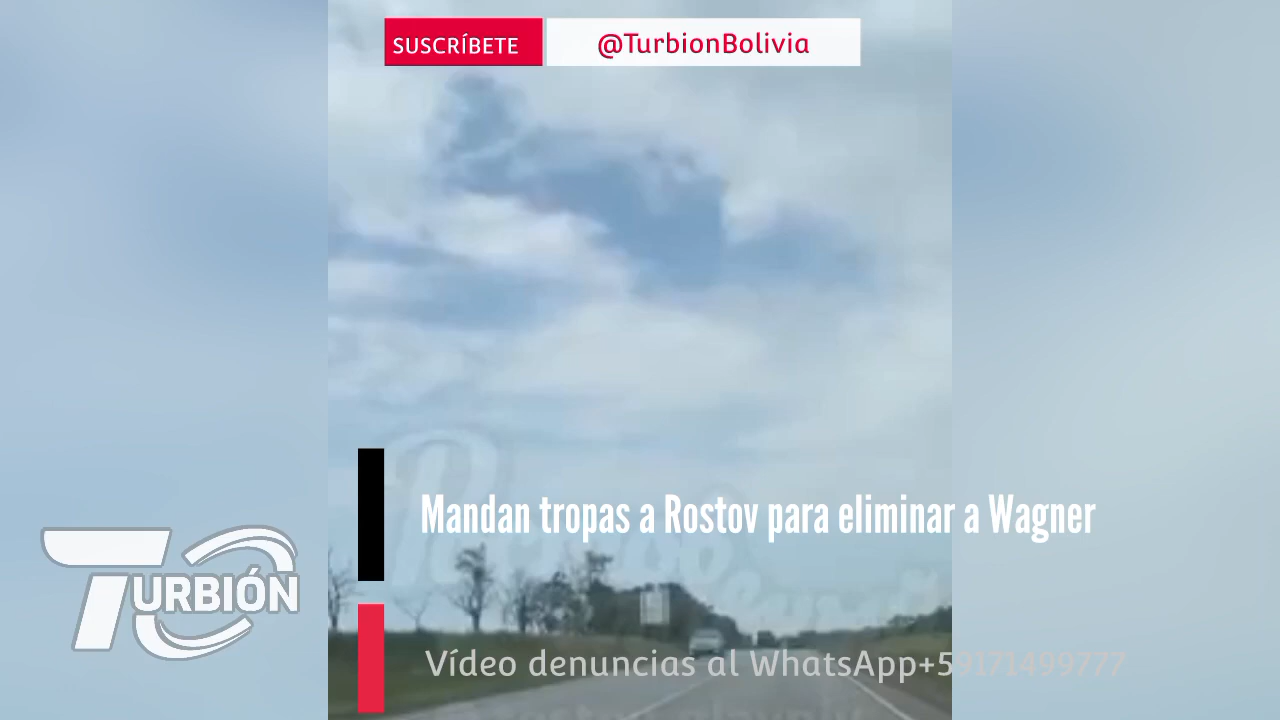 SUSCRÍBETE @TurbionBolivia
Mandan tropas a Rostov para eliminar a Wagner
TURBIÓN
Vídeo denuncias al WhatsApp+59171499777